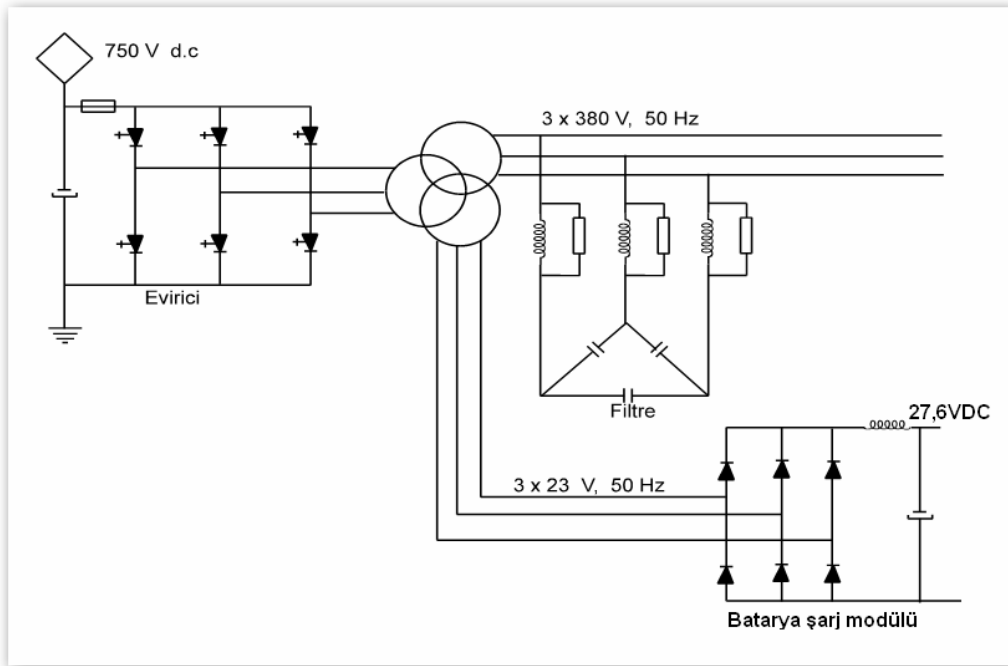 750 V d.c
3 x 380 V, 50 Hz
Evirici
Filtre
27,6VDC
3 x 23 V, 50 Hz
Batarya şarj modülü